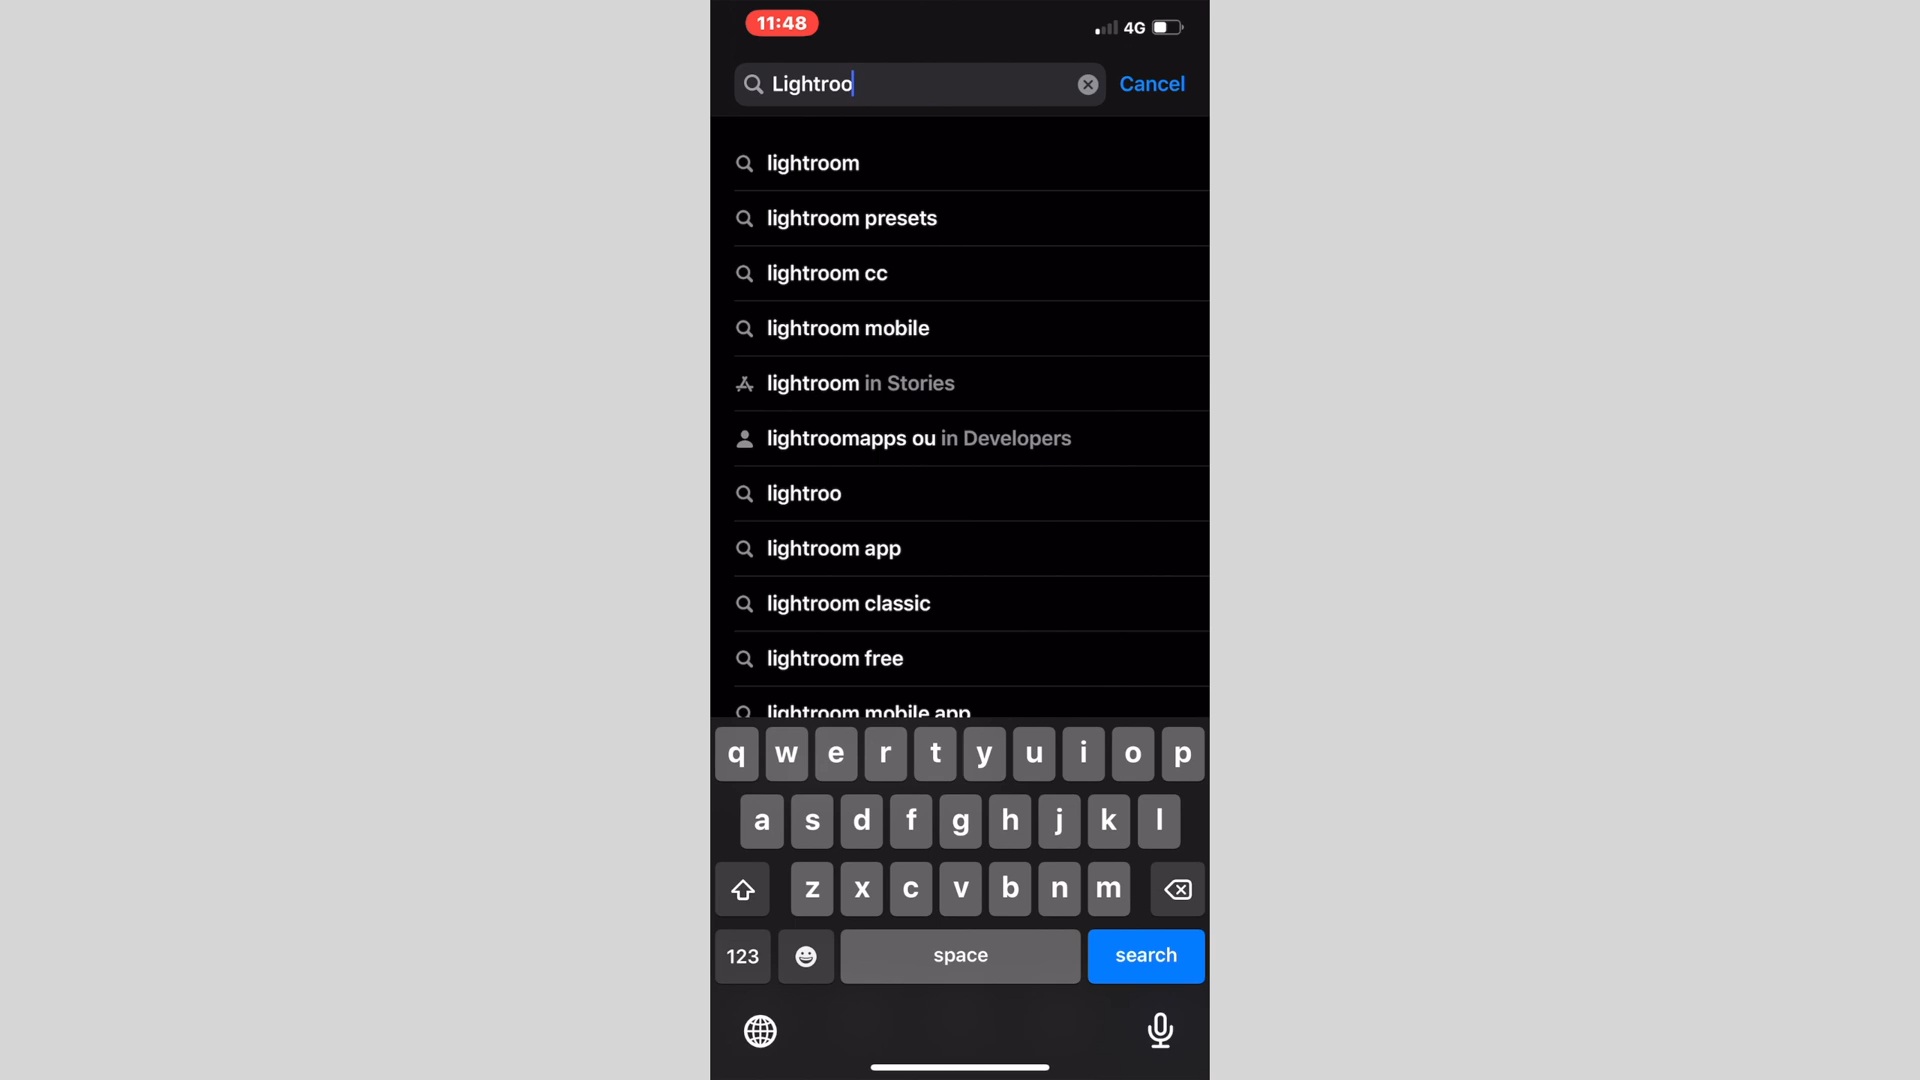 11:48
4G
Lightroo
Cancel
lightroom
lightroom presets
lightroom cc
lightroom mobile
lightroom in Stories
lightroomapps ou in Developers
lightroo
lightroom app
lightroom classic
lightroom free
lightroom mobile app
q w e r t y u i o p
a s d f g h j k l
z x c v b n m
123
space
search